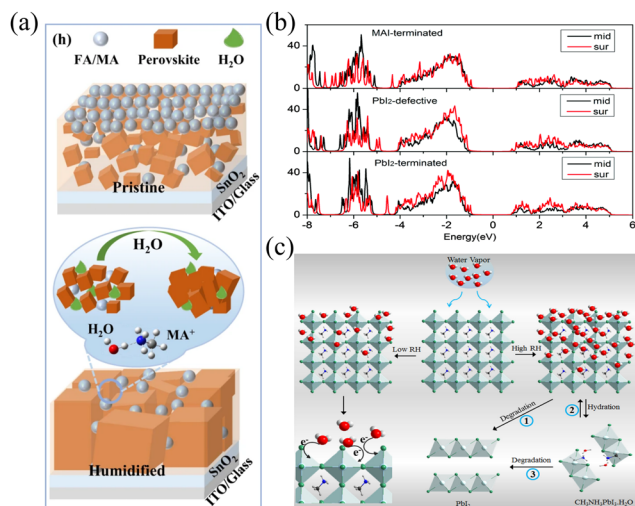 (a)
(h)
FA/MA
Perovskite
H₂O
Pristine
SnO₂
ITO/Glass
H₂O
H₂O
MA⁺
Humidified
SnO₂
ITO/Glass
(b)
MAI-terminated
mid
sur
40
0
PbI₂-defective
mid
sur
40
0
PbI₂-terminated
mid
sur
40
0
-8 -6 -4 -2 0 2 4 6
Energy(eV)
(c)
Water Vapor
Low RH
High RH
Degradation
1
2
Hydration
e⁻
e⁻
e⁻
Degradation
3
PbI₂
CH₃NH₃PbI₃.H₂O